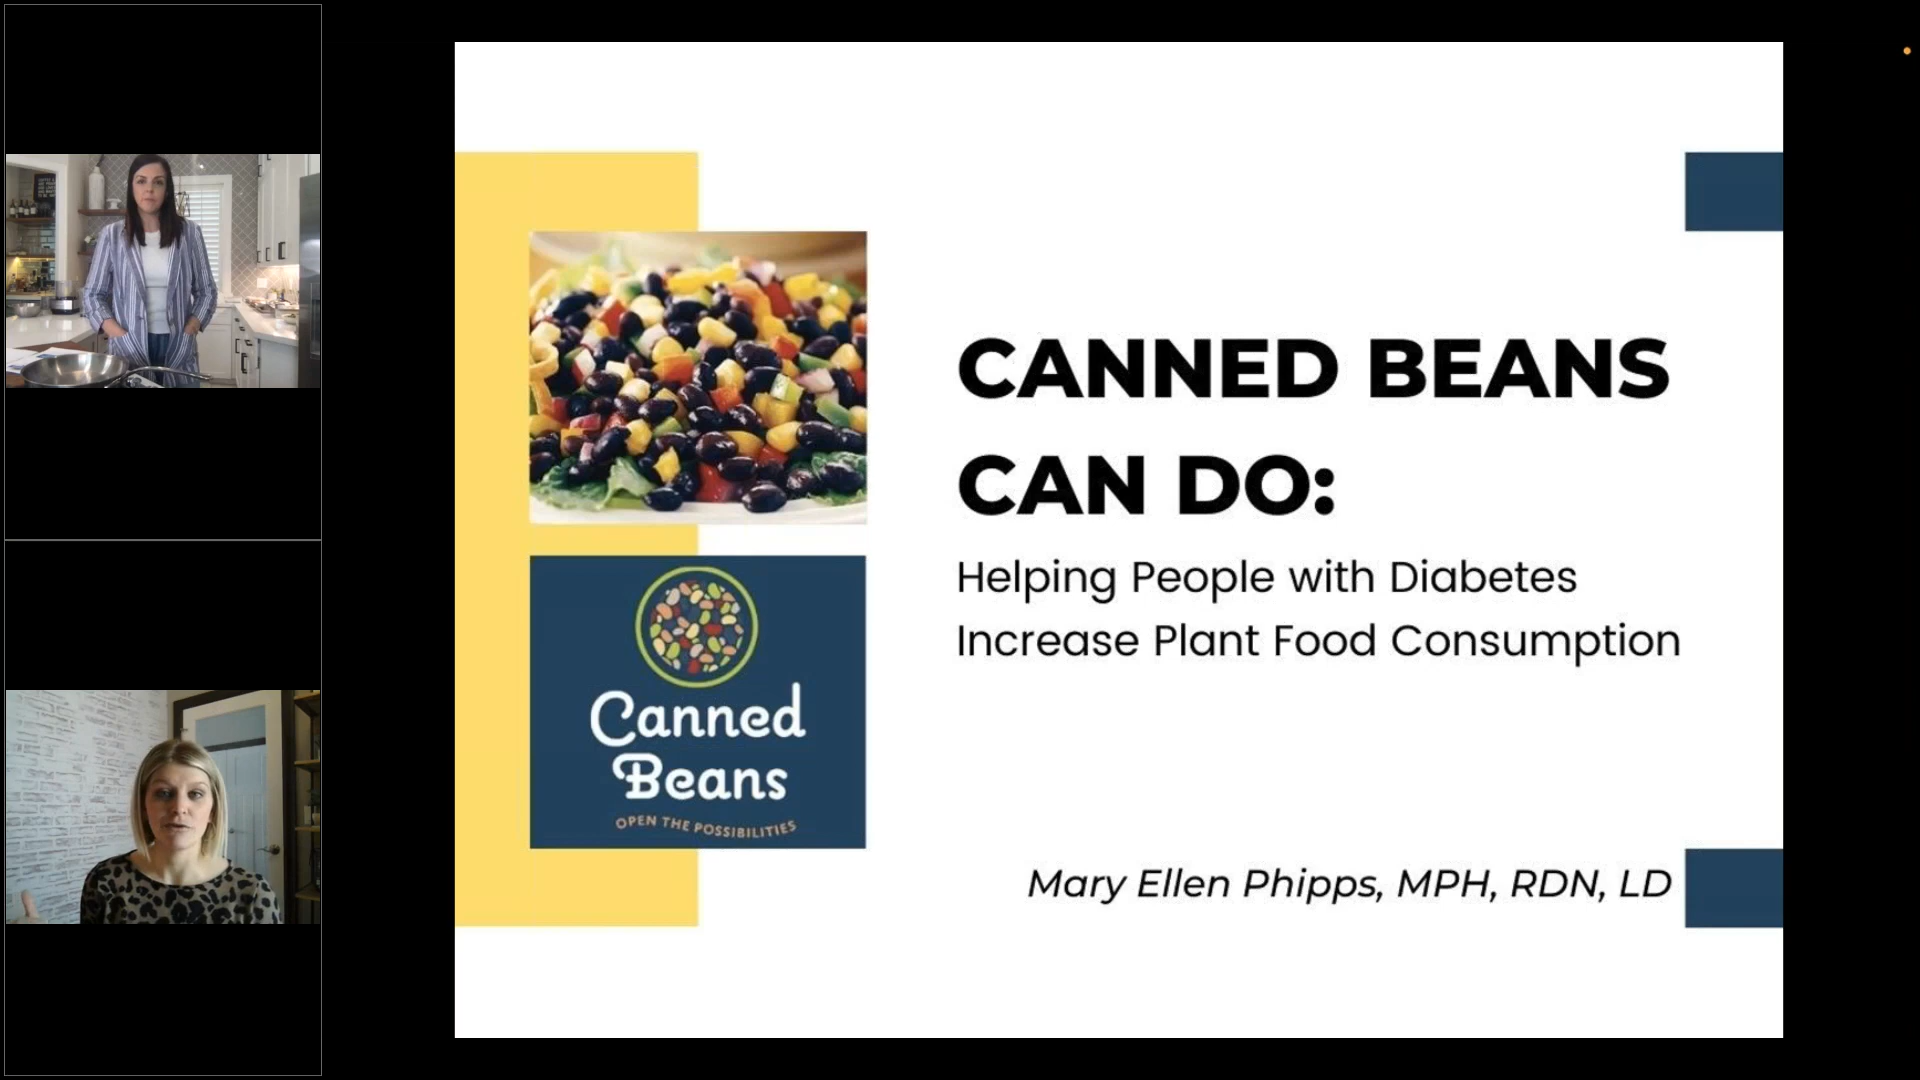 CANNED BEANS
CAN DO:
Helping People with Diabetes
Increase Plant Food Consumption
Canned
Beans
OPEN THE POSSIBILITIES
Mary Ellen Phipps, MPH, RDN, LD